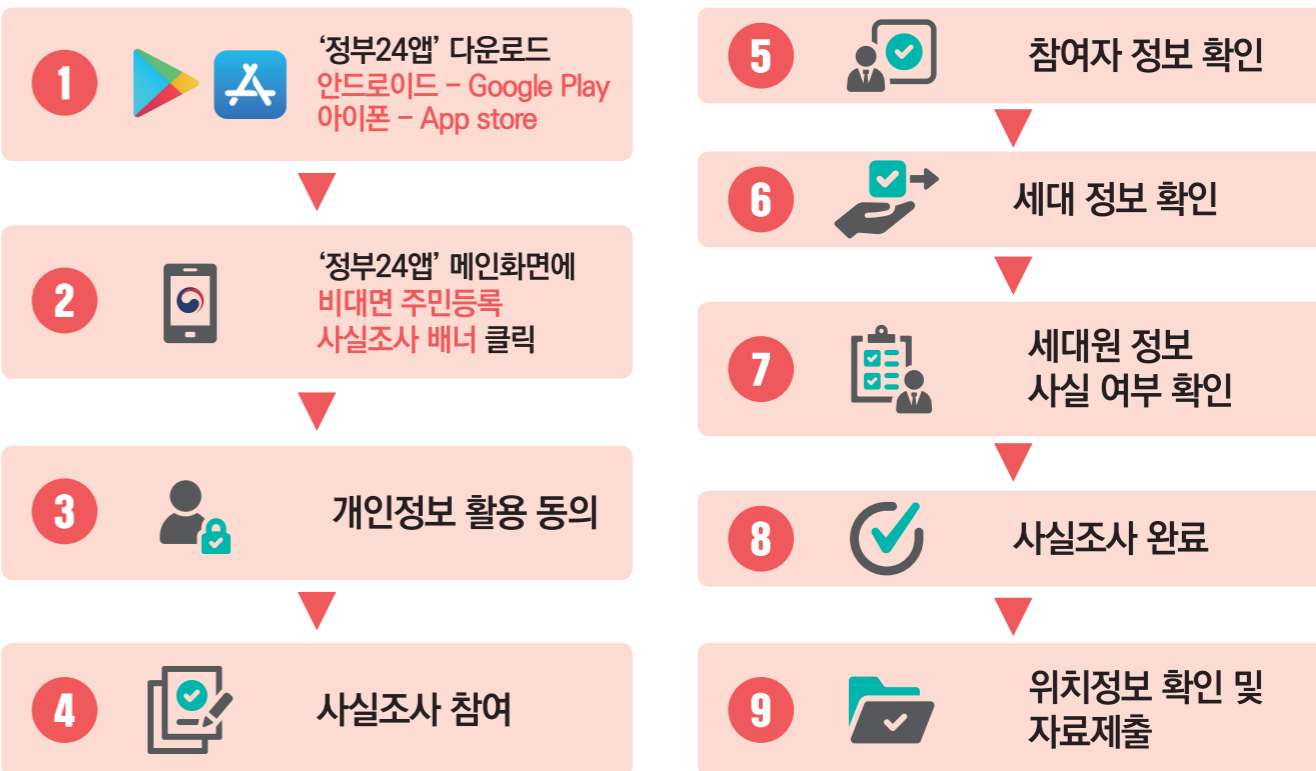 1
‘정부24앱’ 다운로드
안드로이드 – Google Play
아이폰 – App store
2
‘정부24앱’ 메인화면에
비대면 주민등록
사실조사 배너 클릭
3
개인정보 활용 동의
4
사실조사 참여
5
참여자 정보 확인
6
세대 정보 확인
7
세대원 정보
사실 여부 확인
8
사실조사 완료
9
위치정보 확인 및
자료제출